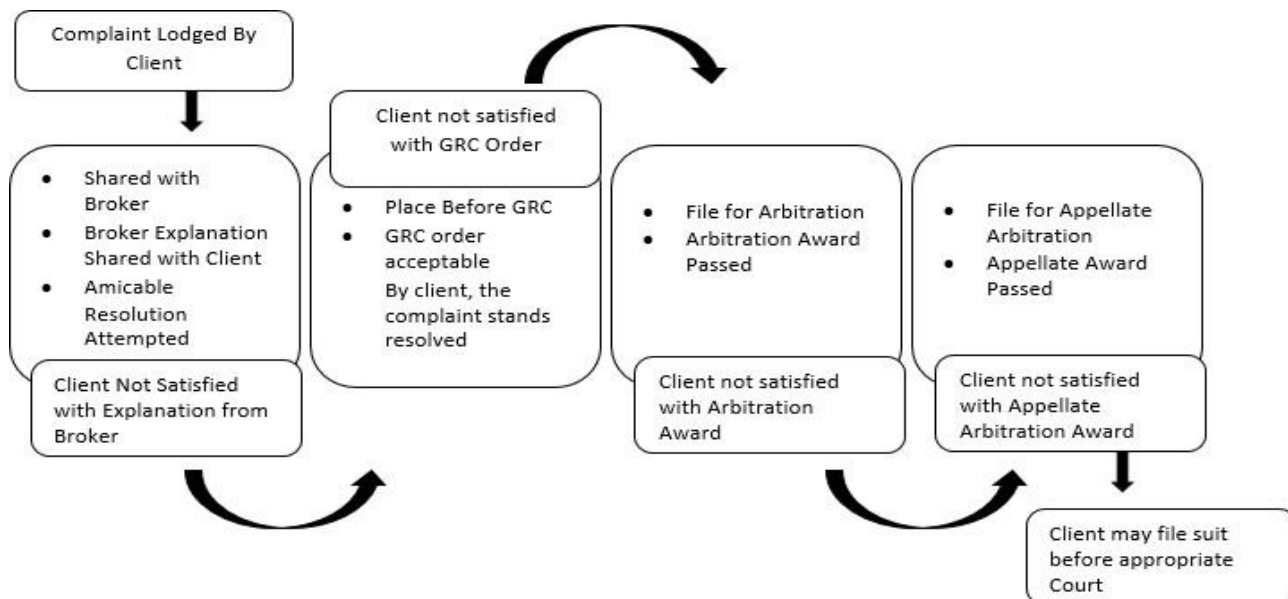 Complaint Lodged By
Client
• Shared with
Broker
• Broker Explanation
Shared with Client
• Amicable
Resolution
Attempted
Client Not Satisfied
with Explanation from
Broker
Client not satisfied
with GRC Order
• Place Before GRC
• GRC order
acceptable
By client, the
complaint stands
resolved
• File for Arbitration
• Arbitration Award
Passed
Client not satisfied
with Arbitration
Award
• File for Appellate
Arbitration
• Appellate Award
Passed
Client not satisfied
with Appellate
Arbitration Award
Client may file suit
before appropriate
Court